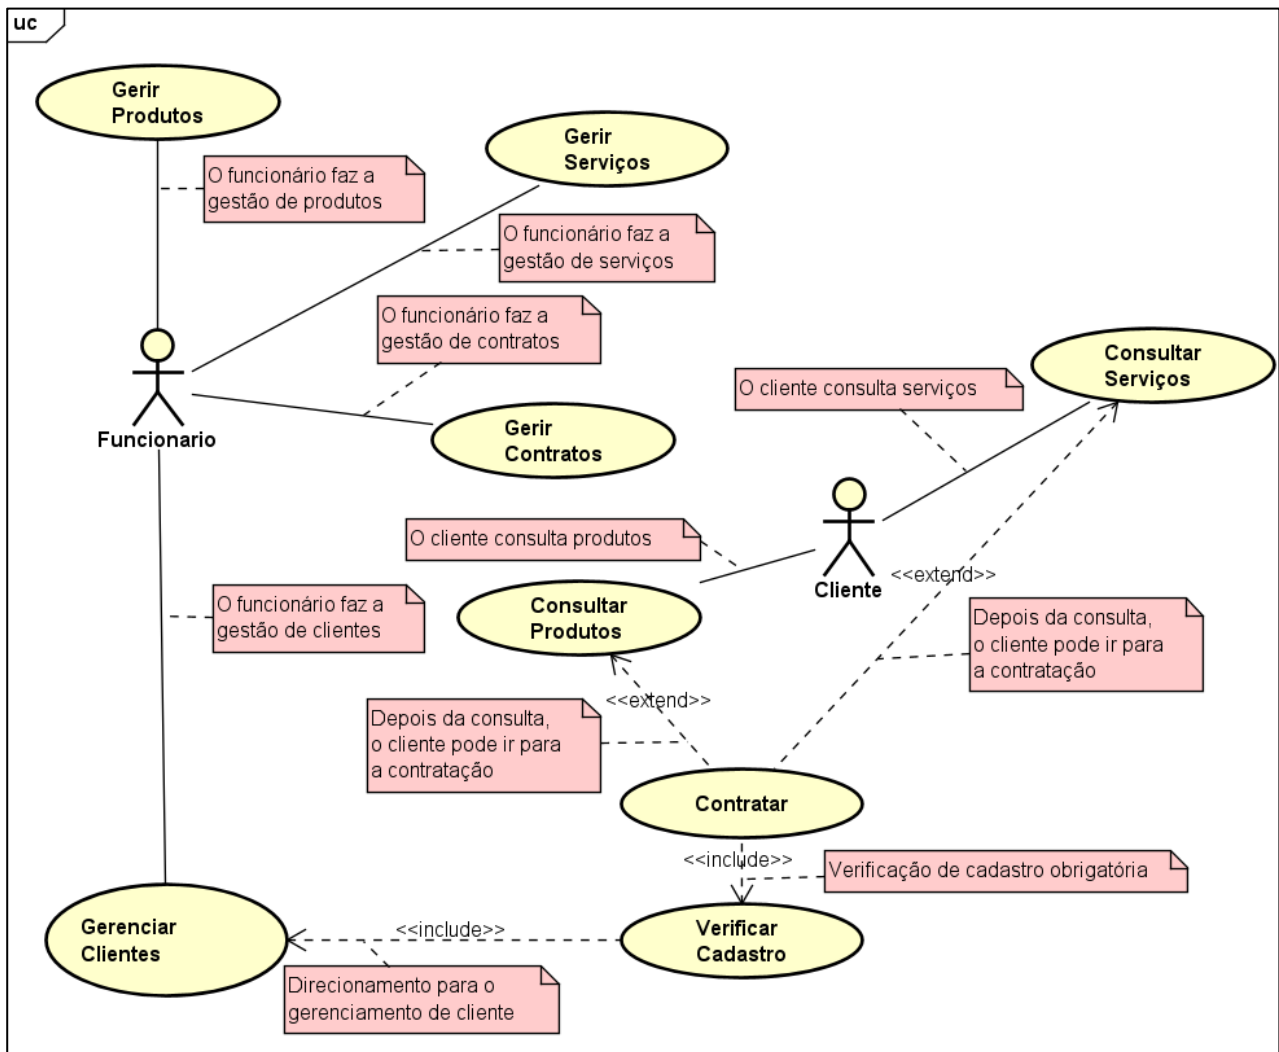 uc
Gerir
Produtos
Gerir
Serviços
O funcionário faz a
gestão de produtos
O funcionário faz a
gestão de serviços
O funcionário faz a
gestão de contratos
Funcionario
Gerir
Contratos
Consultar
Serviços
O cliente consulta serviços
Cliente
O cliente consulta produtos
Consultar
Produtos
<<extend>>
O funcionário faz a
gestão de clientes
Depois da consulta,
o cliente pode ir para
a contratação
<<extend>>
Depois da consulta,
o cliente pode ir para
a contratação
Contratar
<<include>>
Verificação de cadastro obrigatória
Gerenciar
Clientes
<<include>>
Verificar
Cadastro
Direcionamento para o
gerenciamento de cliente